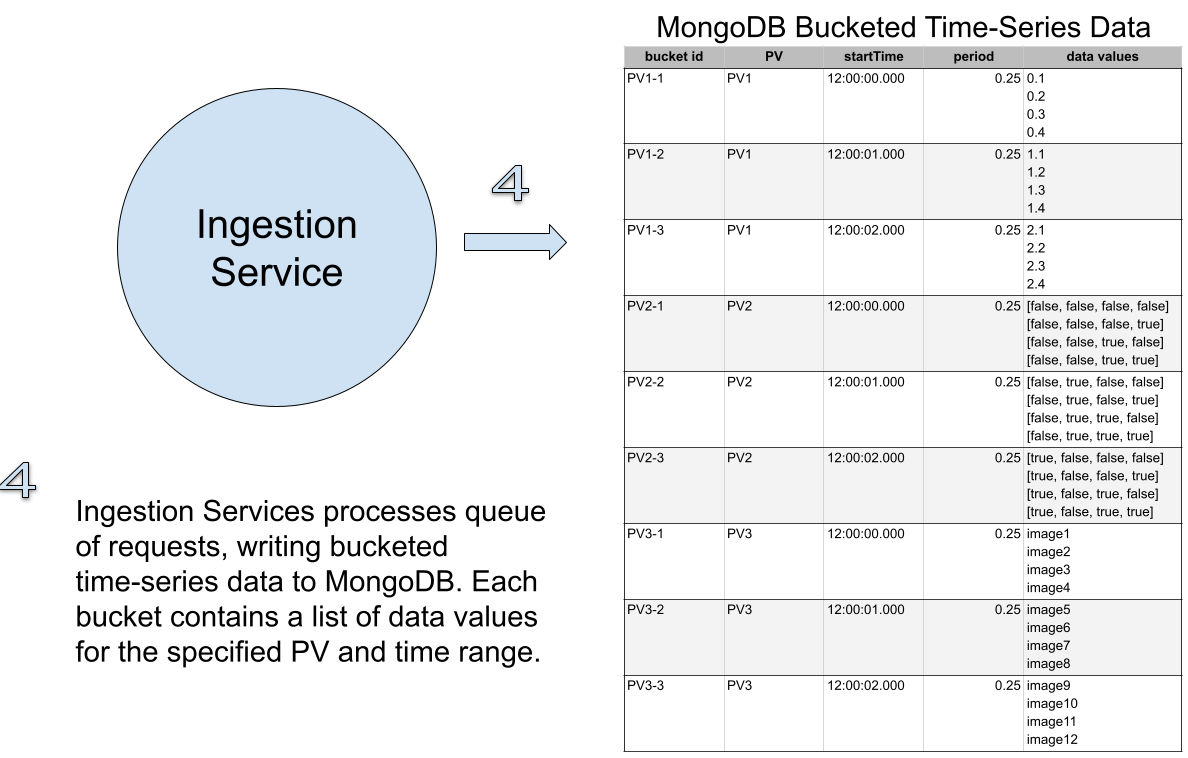 MongoDB Bucketed Time-Series Data
bucket id PV startTime period data values
PV1-1 PV1 12:00:00.000 0.25 0.1
0.2
0.3
0.4
PV1-2 PV1 12:00:01.000 0.25 1.1
1.2
1.3
1.4
PV1-3 PV1 12:00:02.000 0.25 2.1
2.2
2.3
2.4
PV2-1 PV2 12:00:00.000 0.25 [false, false, false, false]
[false, false, false, true]
[false, false, true, false]
[false, false, true, true]
PV2-2 PV2 12:00:01.000 0.25 [false, true, false, false]
[false, true, false, true]
[false, true, true, false]
[false, true, true, true]
PV2-3 PV2 12:00:02.000 0.25 [true, false, false, false]
[true, false, false, true]
[true, false, true, false]
[true, false, true, true]
PV3-1 PV3 12:00:00.000 0.25 image1
image2
image3
image4
PV3-2 PV3 12:00:01.000 0.25 image5
image6
image7
image8
PV3-3 PV3 12:00:02.000 0.25 image9
image10
image11
image12
Ingestion
Service
4
4
Ingestion Services processes queue
of requests, writing bucketed
time-series data to MongoDB. Each
bucket contains a list of data values
for the specified PV and time range.